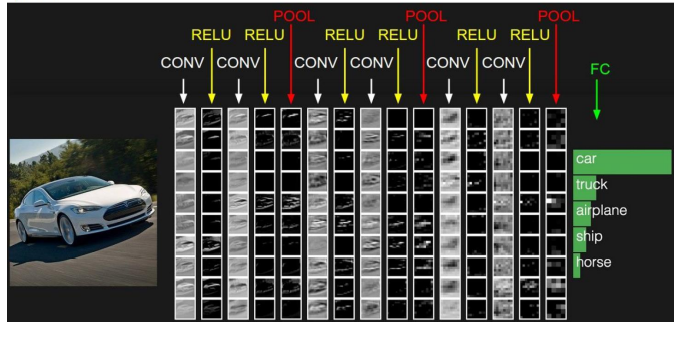 POOL POOL POOL
RELU RELU RELU RELU RELU RELU
CONV CONV CONV CONV CONV CONV
FC
car
truck
airplane
ship
horse